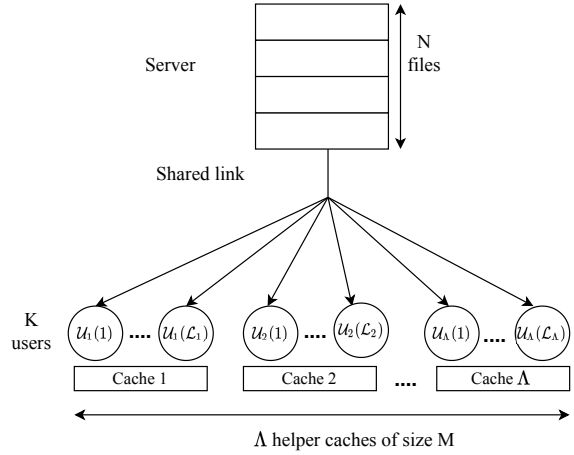 N
files
Server
Shared link
K
users
𝒰₁(1) .... 𝒰₁(ℒ₁) 𝒰₂(1) .... 𝒰₂(ℒ₂) 𝒰_Λ(1) .... 𝒰_Λ(ℒ_Λ)
Cache 1 Cache 2 .... Cache Λ
Λ helper caches of size M